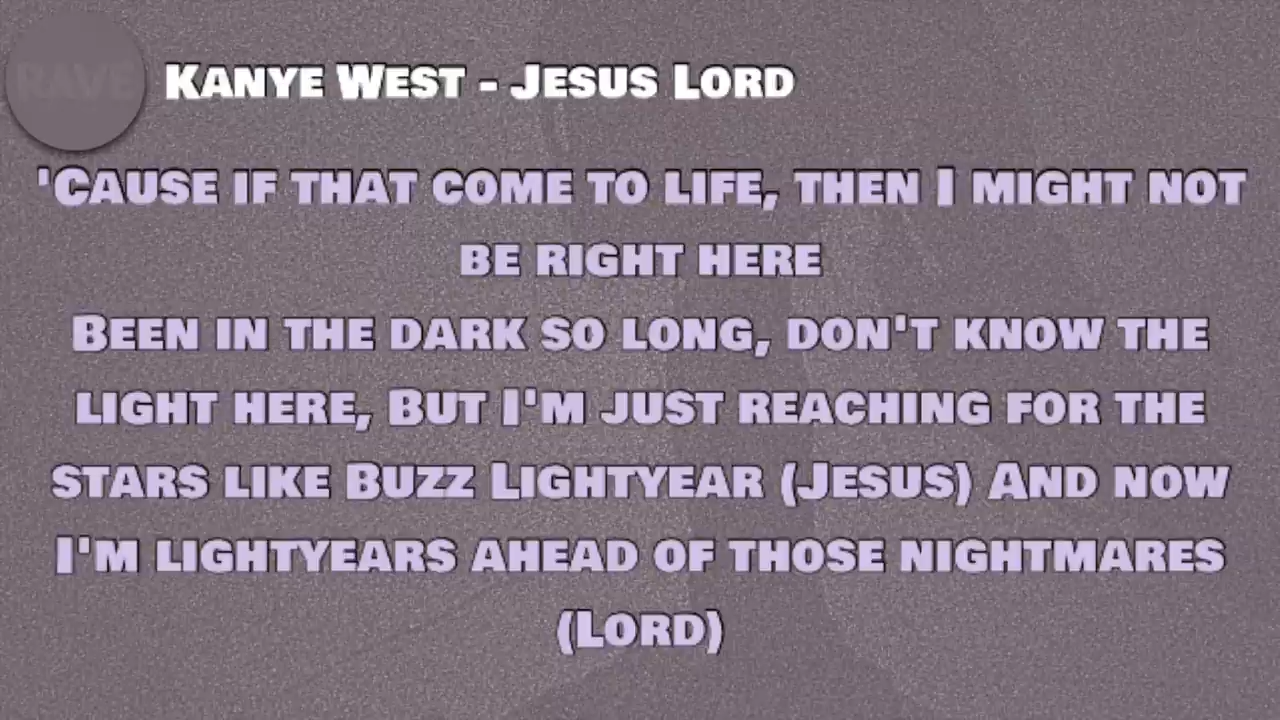 RAVE
Kanye West - Jesus Lord
'Cause if that come to life, then I might not
be right here
Been in the dark so long, don't know the
light here, But I'm just reaching for the
stars like Buzz Lightyear (Jesus) And now
I'm lightyears ahead of those nightmares
(Lord)